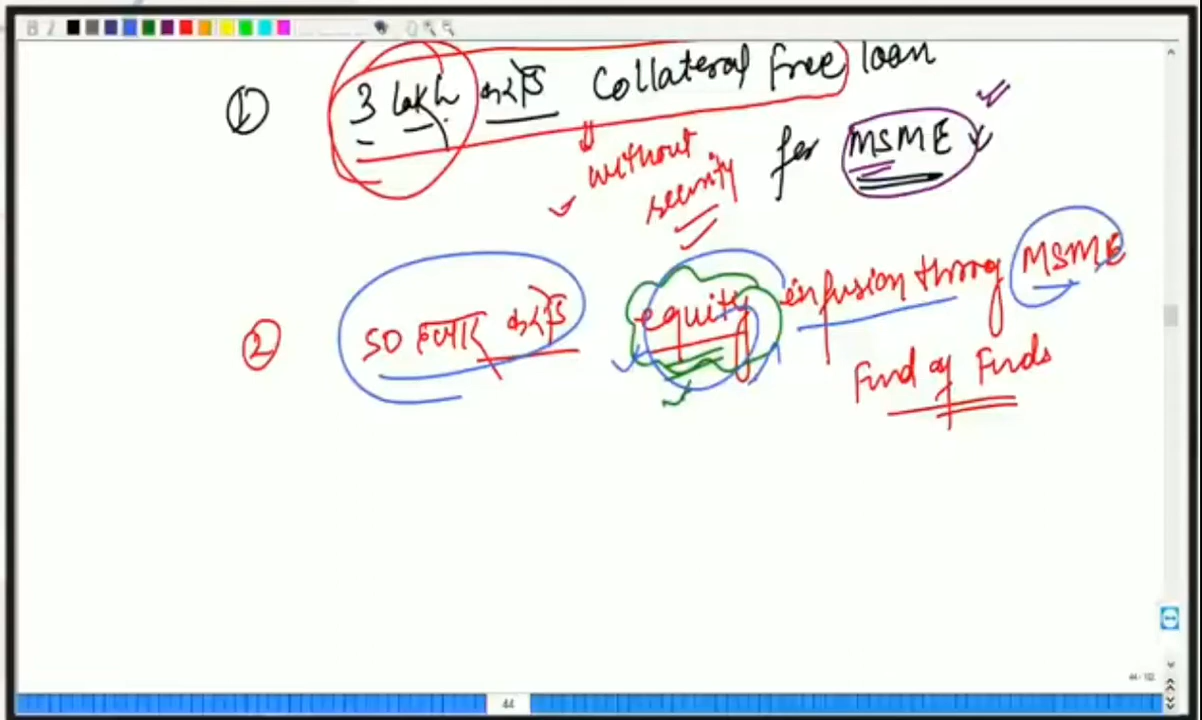 ① 3 lakh करोड़ Collateral free loan
for MSME
without
security
② 50 हजार करोड़ equity infusion throug MSME
Fund of Funds
44